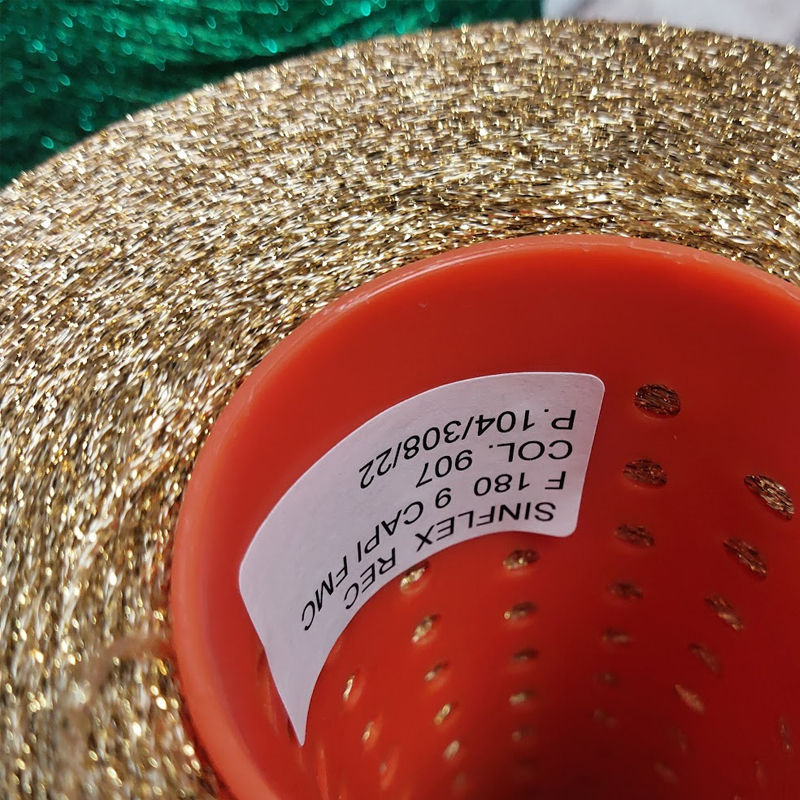 SINFLEX REC
F 180 9 CAPI FMC
COL. 907
P. 104/308/22